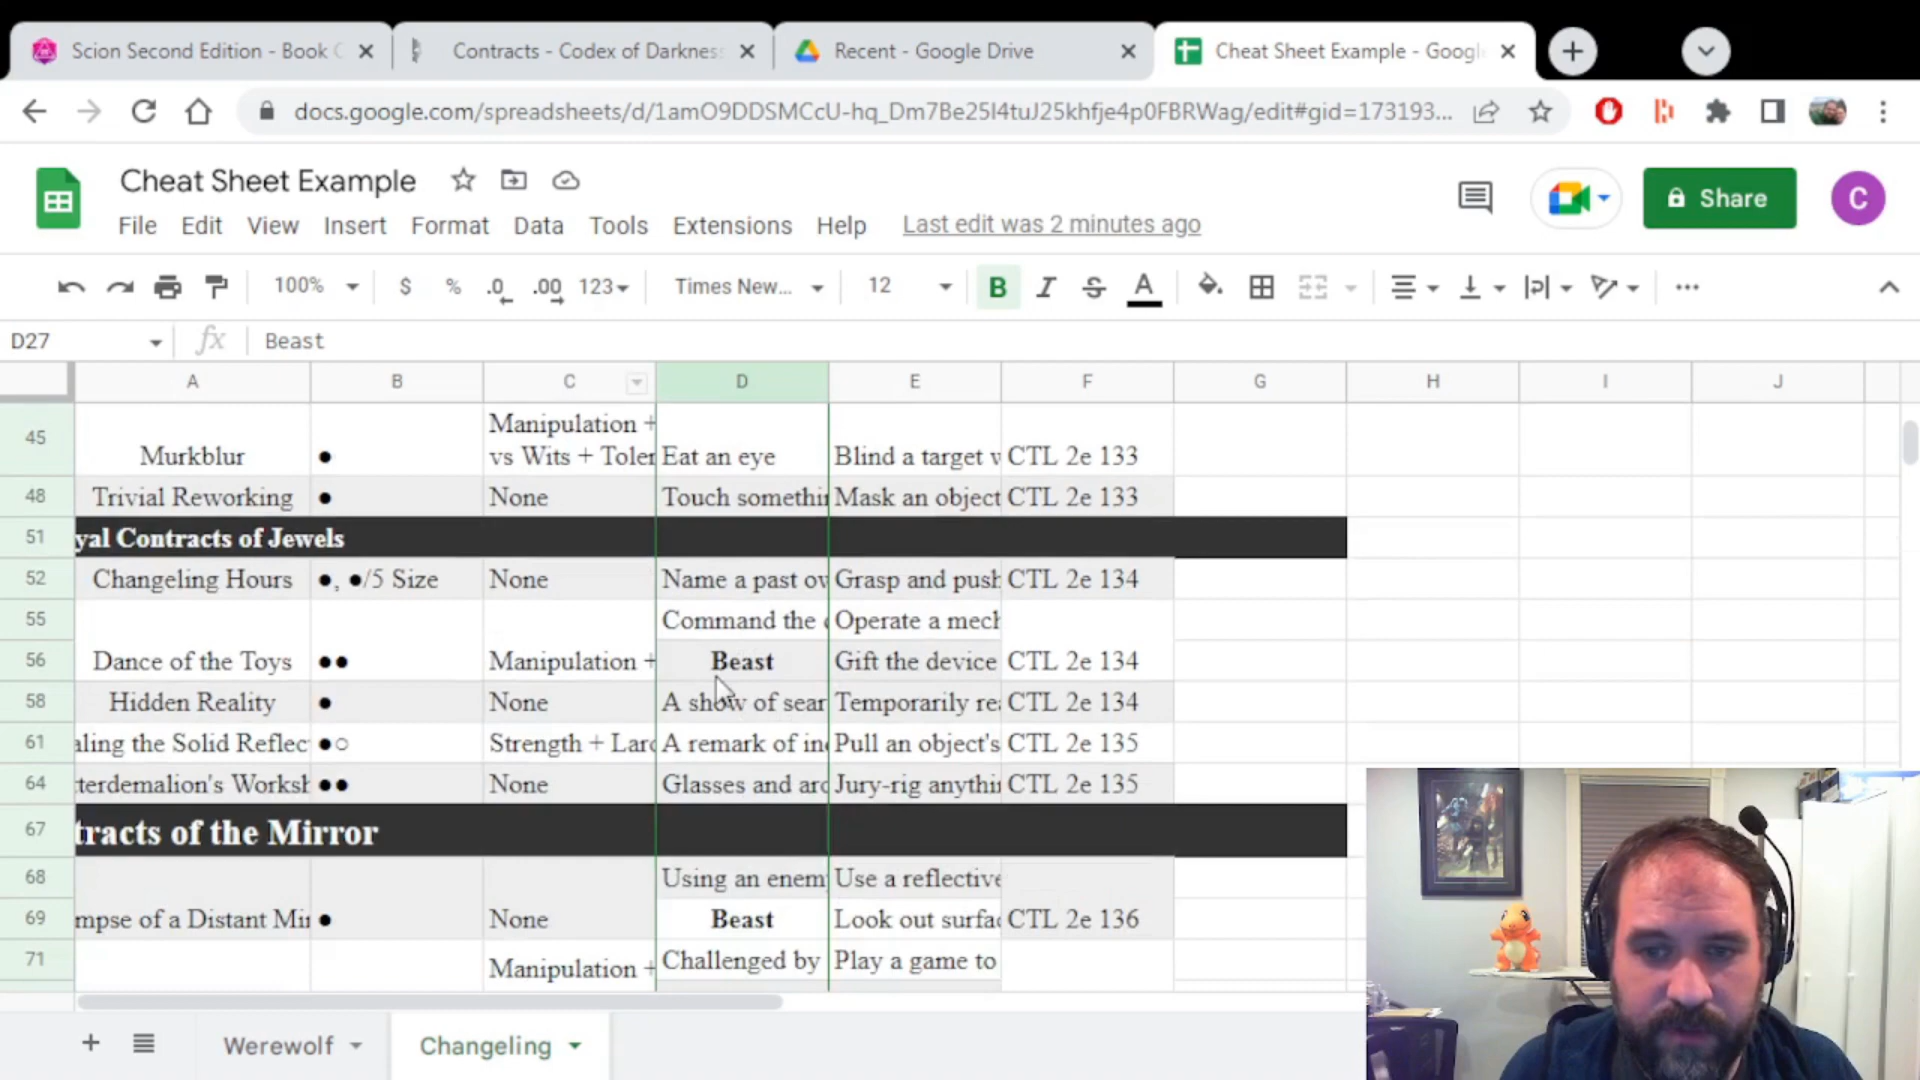 Scion Second Edition - Book C
Contracts - Codex of Darknes
Recent - Google Drive
Cheat Sheet Example - Googl
docs.google.com/spreadsheets/d/1amO9DDSMCcU-hq_Dm7Be25I4tuJ25khfje4p0FBRWag/edit#gid=173193...
Cheat Sheet Example
Share
C
File Edit View Insert Format Data Tools Extensions Help Last edit was 2 minutes ago
100% $ % .0 .00 123 Times New... 12 B I S A
D27 fx Beast
A B C D E F G H I J
45 Murkblur ● Manipulation + vs Wits + Toler Eat an eye Blind a target v CTL 2e 133
48 Trivial Reworking ● None Touch somethin Mask an object CTL 2e 133
51 yal Contracts of Jewels
52 Changeling Hours ●, ●/5 Size None Name a past ov Grasp and push CTL 2e 134
55 Command the Operate a mech
56 Dance of the Toys ●● Manipulation + Beast Gift the device CTL 2e 134
58 Hidden Reality ● None A show of sear Temporarily re CTL 2e 134
61 aling the Solid Reflec ●○ Strength + Lar A remark of in Pull an object's CTL 2e 135
64 terdemalion's Worksh ●● None Glasses and arc Jury-rig anythi CTL 2e 135
67 tracts of the Mirror
68 Using an enem Use a reflective
69 mpse of a Distant Mi ● None Beast Look out surfa CTL 2e 136
71 Manipulation + Challenged by Play a game to
+ Werewolf Changeling